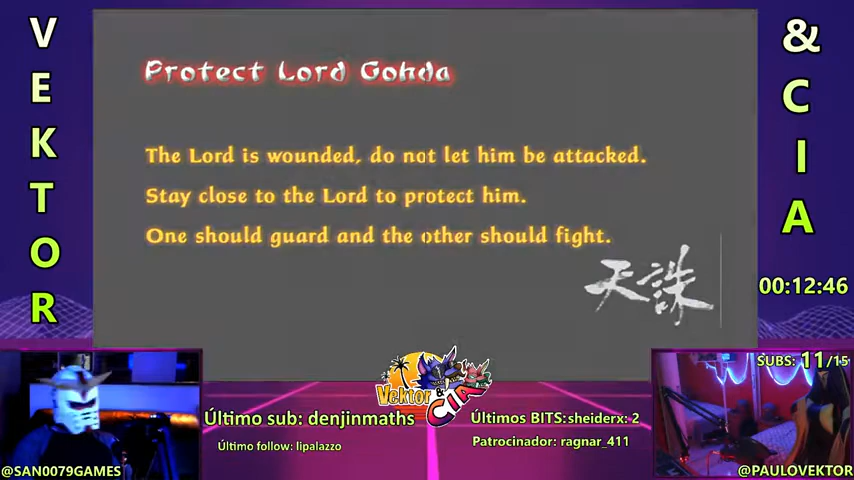 VEKTOR
& CIA
Protect Lord Gohda
The Lord is wounded, do not let him be attacked.
Stay close to the Lord to protect him.
One should guard and the other should fight.
天誅
00:12:46
SUBS: 11/15
Vektor & CIA
Último sub: denjinmaths
Últimos BITS:sheiderx: 2
Último follow: lipalazzo
Patrocinador: ragnar_411
@SAN0079GAMES
@PAULOVEKTOR